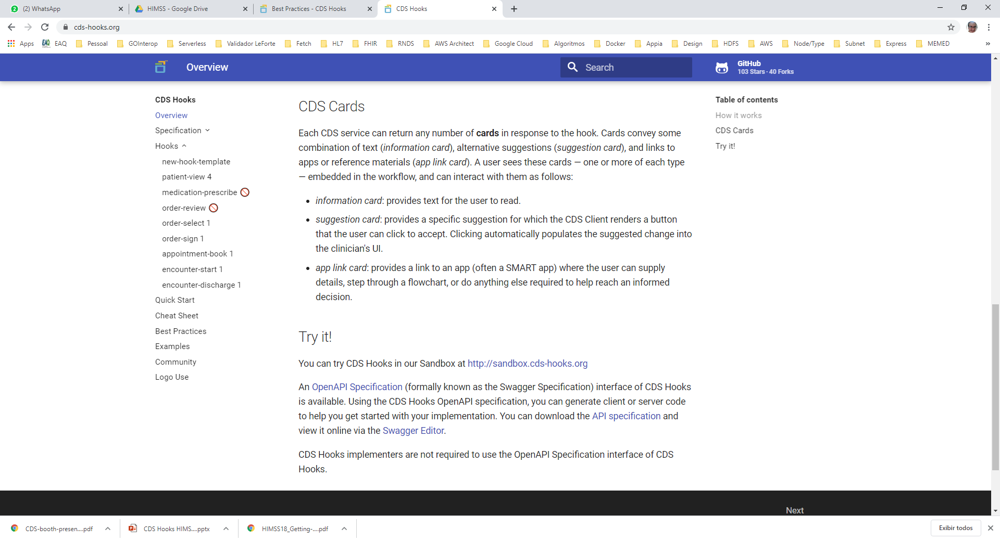 (2) WhatsApp
HIMSS - Google Drive
Best Practices - CDS Hooks
CDS Hooks
cds-hooks.org
Apps
EAQ EAQ
Pessoal
GOInterop
Serverless
Validador LeForte
Fetch
HL7
FHIR
RNDS
AWS Architect
Google Cloud
Algoritmos
Docker
Appia
Design
HDFS
AWS
Node/Type
Subnet
Express
MEMED
»
Overview
Search
GitHub
103 Stars · 40 Forks
CDS Hooks
Overview
Specification
Hooks
new-hook-template
patient-view 4
medication-prescribe
order-review
order-select 1
order-sign 1
appointment-book 1
encounter-start 1
encounter-discharge 1
Quick Start
Cheat Sheet
Best Practices
Examples
Community
Logo Use
CDS Cards
Each CDS service can return any number of cards in response to the hook. Cards convey some
combination of text (information card), alternative suggestions (suggestion card), and links to
apps or reference materials (app link card). A user sees these cards — one or more of each type
— embedded in the workflow, and can interact with them as follows:
• information card: provides text for the user to read.
• suggestion card: provides a specific suggestion for which the CDS Client renders a button
that the user can click to accept. Clicking automatically populates the suggested change into
the clinician's UI.
• app link card: provides a link to an app (often a SMART app) where the user can supply
details, step through a flowchart, or do anything else required to help reach an informed
decision.
Try it!
You can try CDS Hooks in our Sandbox at http://sandbox.cds-hooks.org
An OpenAPI Specification (formally known as the Swagger Specification) interface of CDS Hooks
is available. Using the CDS Hooks OpenAPI specification, you can generate client or server code
to help you get started with your implementation. You can download the API specification and
view it online via the Swagger Editor.
CDS Hooks implementers are not required to use the OpenAPI Specification interface of CDS
Hooks.
Table of contents
How it works
CDS Cards
Try it!
Next
CDS-booth-presen....pdf
CDS Hooks HIMS....pptx
HIMSS18_Getting-....pdf
Exibir todos